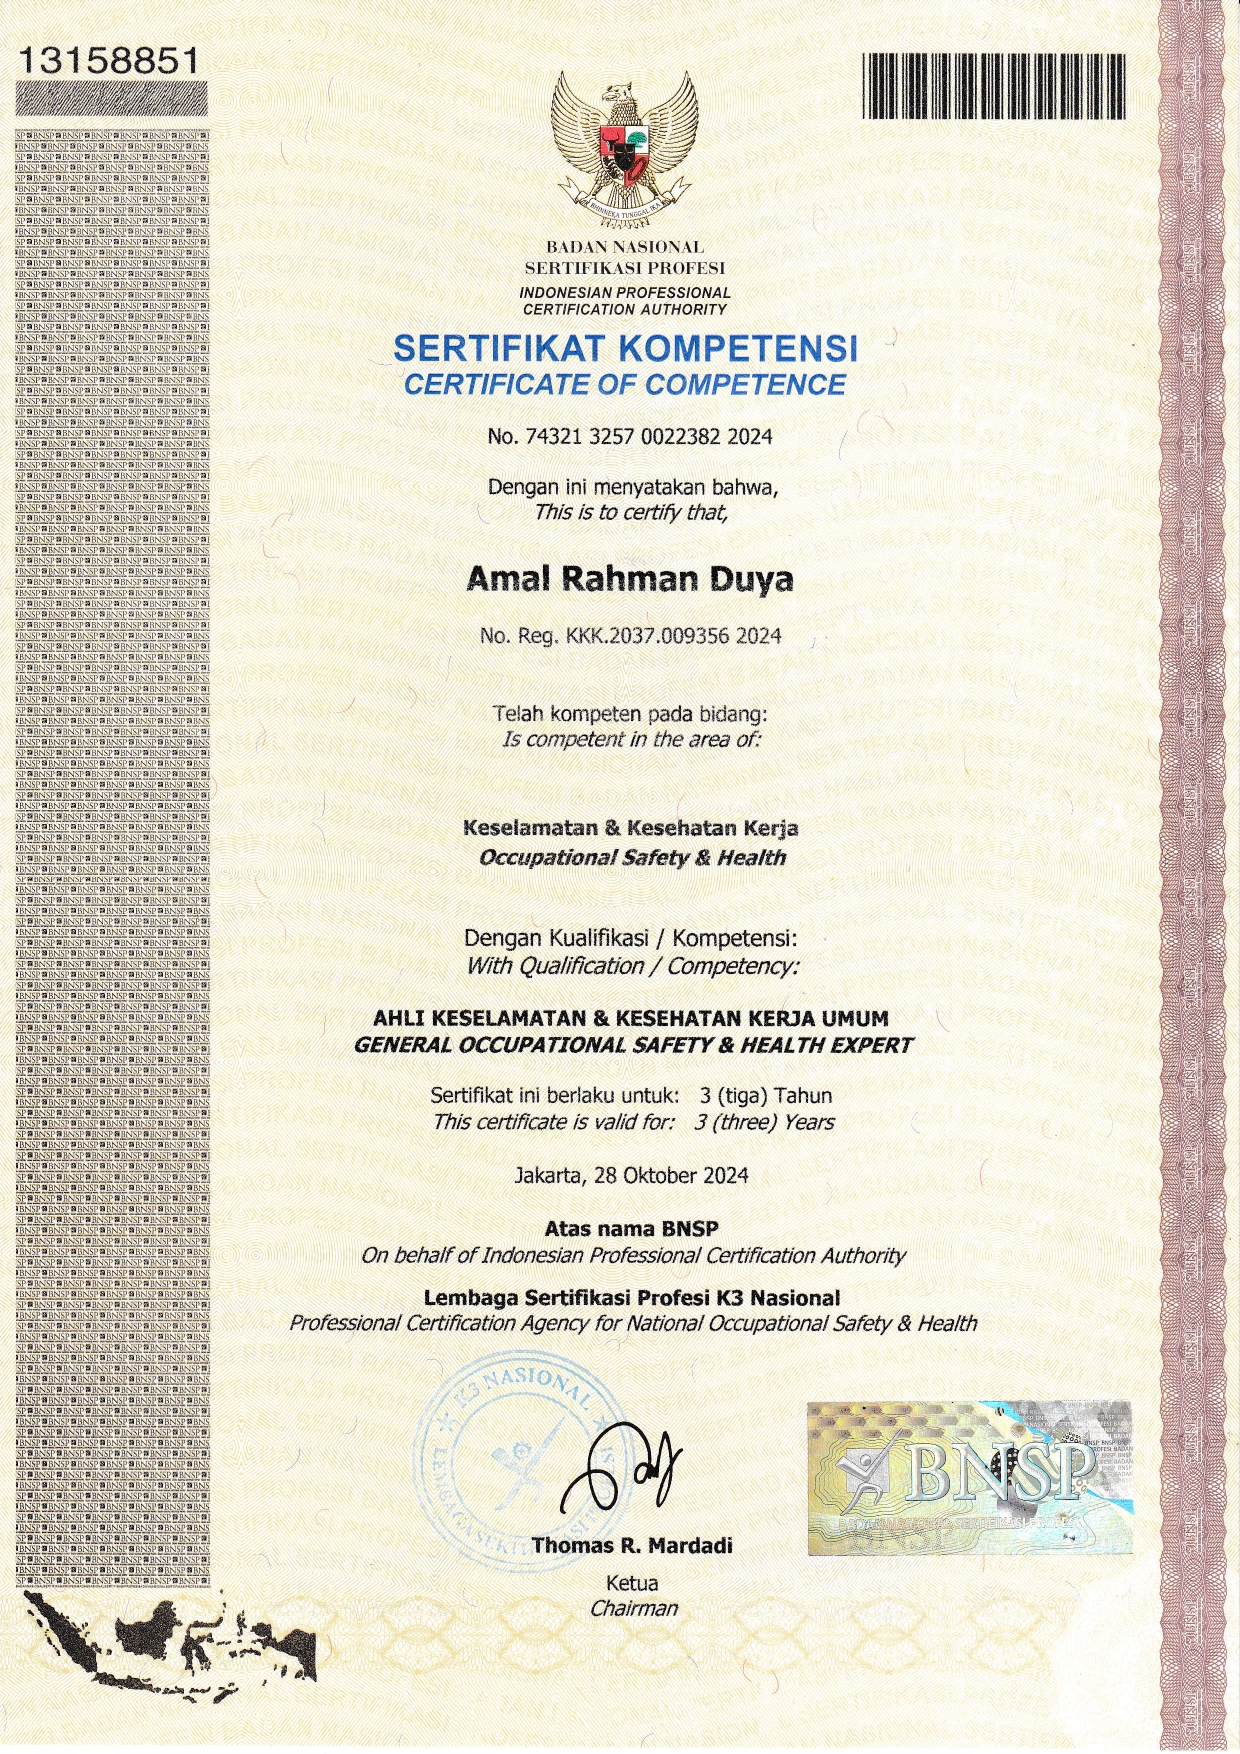 13158851
BHINNEKA TUNGGAL IKA
BADAN NASIONAL
SERTIFIKASI PROFESI
INDONESIAN PROFESSIONAL
CERTIFICATION AUTHORITY
SERTIFIKAT KOMPETENSI
CERTIFICATE OF COMPETENCE
No. 74321 3257 0022382 2024
Dengan ini menyatakan bahwa,
This is to certify that,
Amal Rahman Duya
No. Reg. KKK.2037.009356 2024
Telah kompeten pada bidang:
Is competent in the area of:
Keselamatan & Kesehatan Kerja
Occupational Safety & Health
Dengan Kualifikasi / Kompetensi:
With Qualification / Competency:
AHLI KESELAMATAN & KESEHATAN KERJA UMUM
GENERAL OCCUPATIONAL SAFETY & HEALTH EXPERT
Sertifikat ini berlaku untuk: 3 (tiga) Tahun
This certificate is valid for: 3 (three) Years
Jakarta, 28 Oktober 2024
Atas nama BNSP
On behalf of Indonesian Professional Certification Authority
Lembaga Sertifikasi Profesi K3 Nasional
Professional Certification Agency for National Occupational Safety & Health
K3 NASIONAL
LEMBAGA
BNSP
Thomas R. Mardadi
Ketua
Chairman